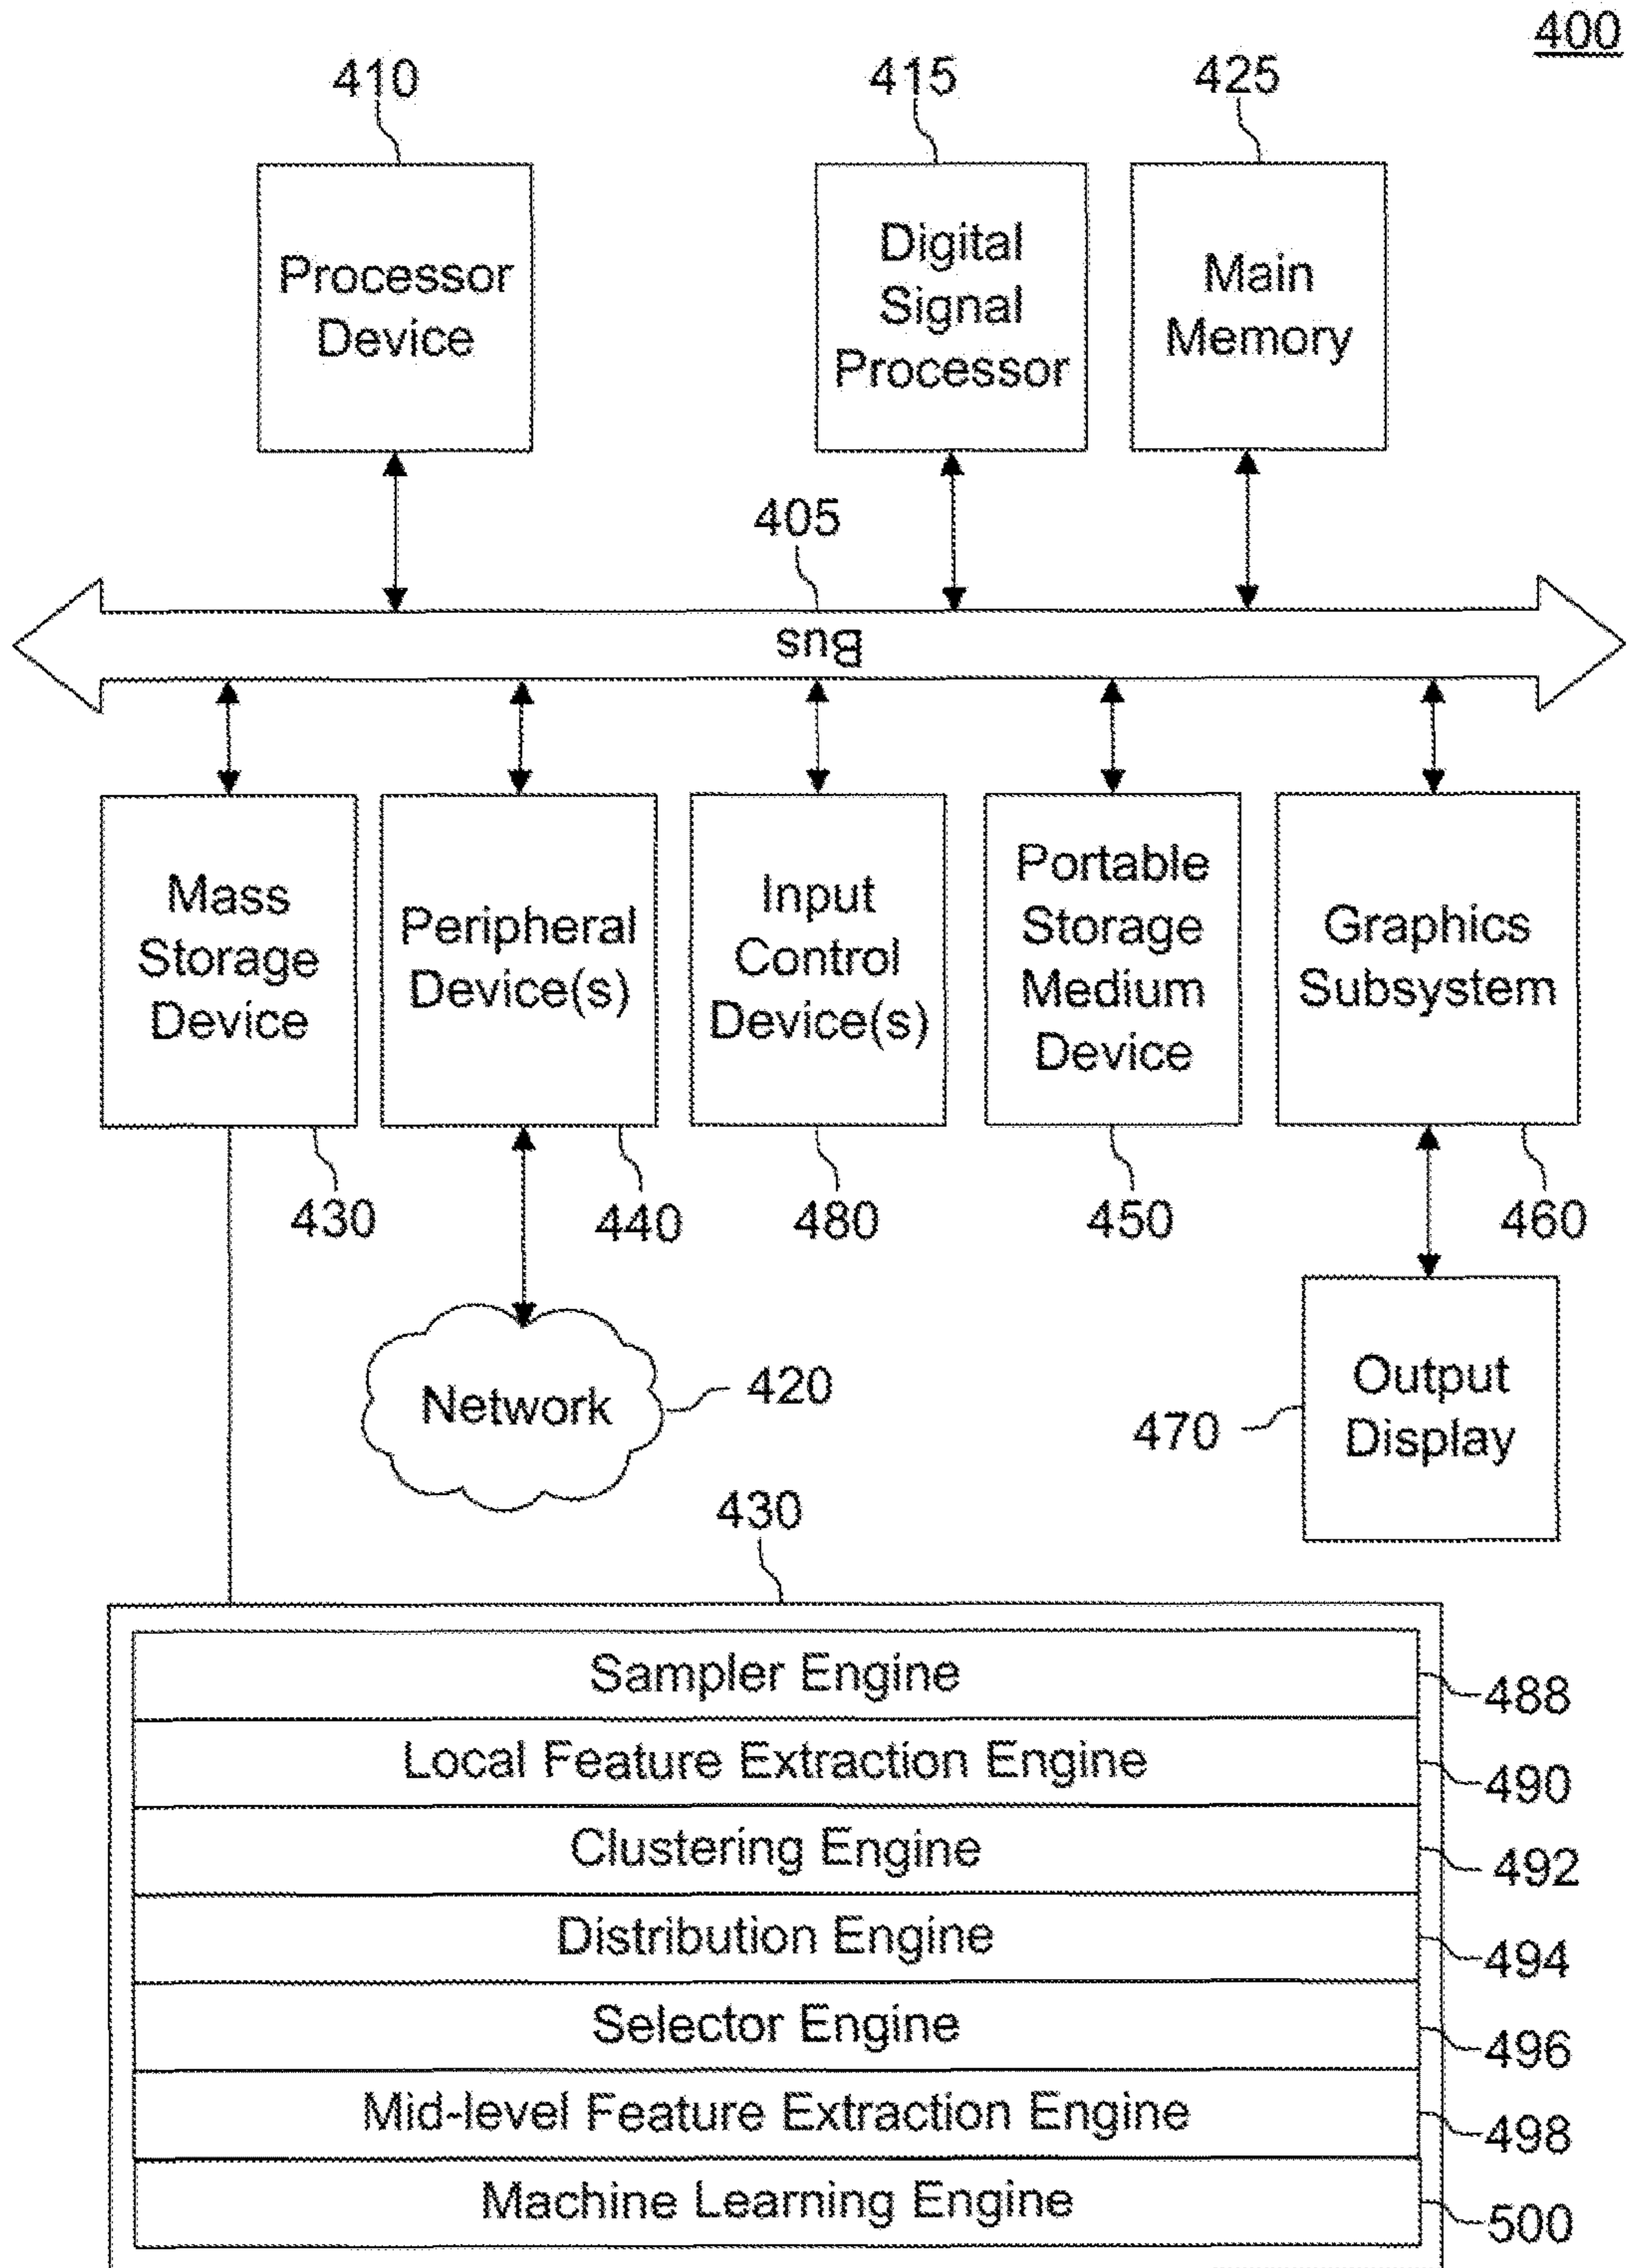 400
410
415
425
Processor
Device
Digital
Signal
Processor
Main
Memory
405
Bus
Mass
Storage
Device
Peripheral
Device(s)
Input
Control
Device(s)
Portable
Storage
Medium
Device
Graphics
Subsystem
430
440
480
450
460
Network
420
470
Output
Display
430
Sampler Engine
488
Local Feature Extraction Engine
490
Clustering Engine
492
Distribution Engine
494
Selector Engine
496
Mid-level Feature Extraction Engine
498
Machine Learning Engine
500